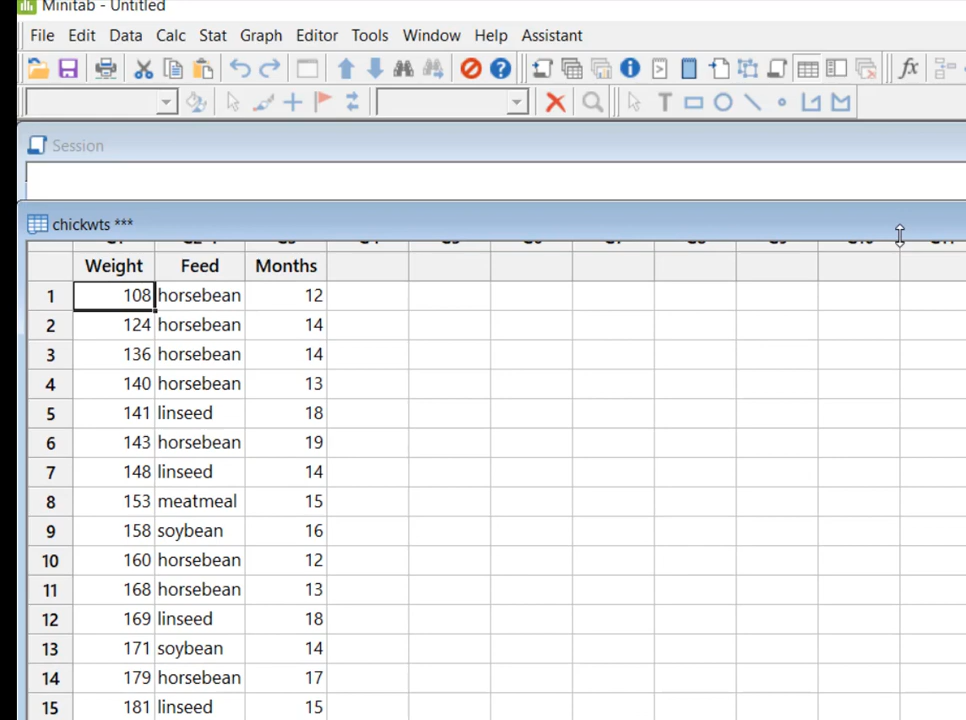 Minitab - Untitled
File Edit Data Calc Stat Graph Editor Tools Window Help Assistant
Session
chickwts ***
Weight Feed Months
1 108 horsebean 12
2 124 horsebean 14
3 136 horsebean 14
4 140 horsebean 13
5 141 linseed 18
6 143 horsebean 19
7 148 linseed 14
8 153 meatmeal 15
9 158 soybean 16
10 160 horsebean 12
11 168 horsebean 13
12 169 linseed 18
13 171 soybean 14
14 179 horsebean 17
15 181 linseed 15